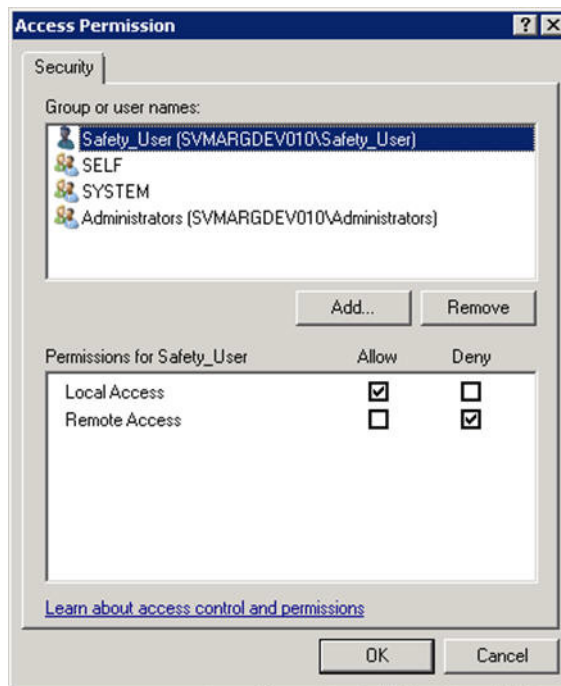 Access Permission
Security
Group or user names:
Safety_User (SVMARGDEV010\Safety_User)
SELF
SYSTEM
Administrators (SVMARGDEV010\Administrators)
Add... Remove
Permissions for Safety_User Allow Deny
Local Access
Remote Access
Learn about access control and permissions
OK Cancel